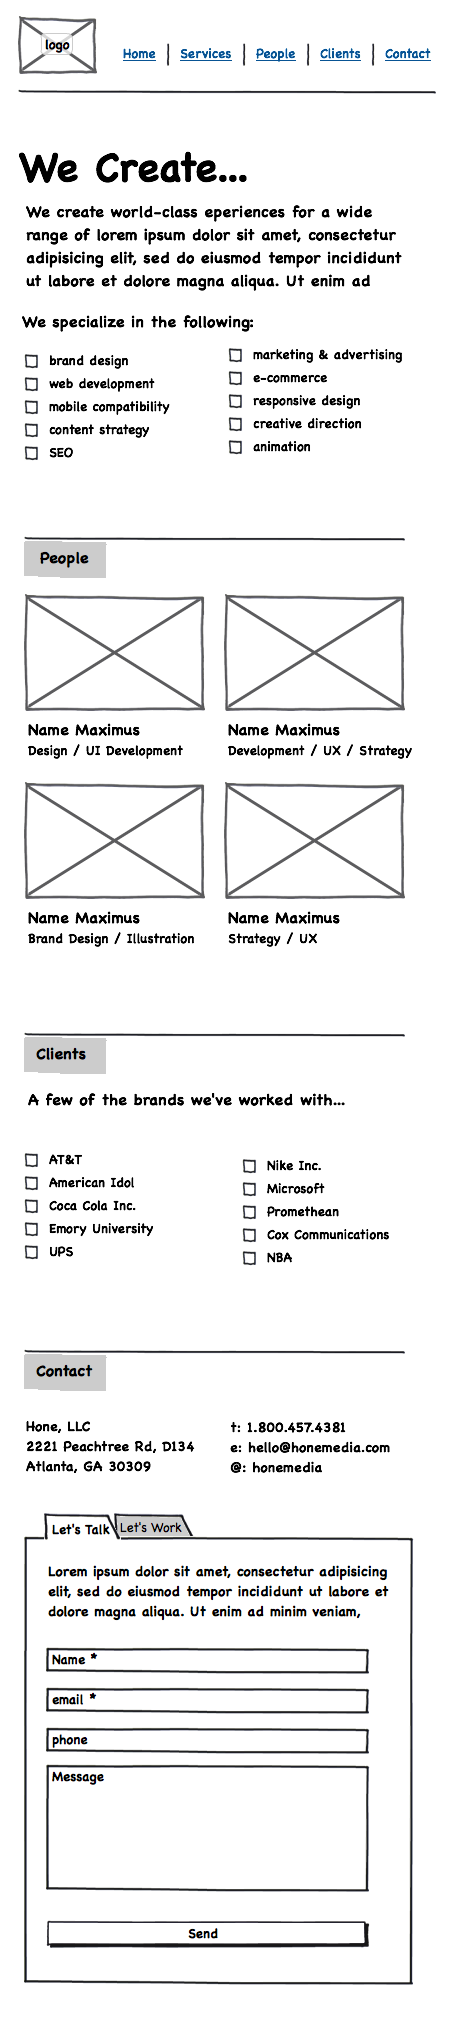 logo
Home | Services | People | Clients | Contact
We Create...
We create world-class eperiences for a wide
range of lorem ipsum dolor sit amet, consectetur
adipisicing elit, sed do eiusmod tempor incididunt
ut labore et dolore magna aliqua. Ut enim ad
We specialize in the following:
brand design
web development
mobile compatibility
content strategy
SEO
marketing & advertising
e-commerce
responsive design
creative direction
animation
People
Name Maximus
Design / UI Development
Name Maximus
Development / UX / Strategy
Name Maximus
Brand Design / Illustration
Name Maximus
Strategy / UX
Clients
A few of the brands we've worked with...
AT&T
American Idol
Coca Cola Inc.
Emory University
UPS
Nike Inc.
Microsoft
Promethean
Cox Communications
NBA
Contact
Hone, LLC
2221 Peachtree Rd, D134
Atlanta, GA 30309
t: 1.800.457.4381
e: hello@honemedia.com
@: honemedia
Let's Talk
Let's Work
Lorem ipsum dolor sit amet, consectetur adipisicing
elit, sed do eiusmod tempor incididunt ut labore et
dolore magna aliqua. Ut enim ad minim veniam,
Name *
email *
phone
Message
Send